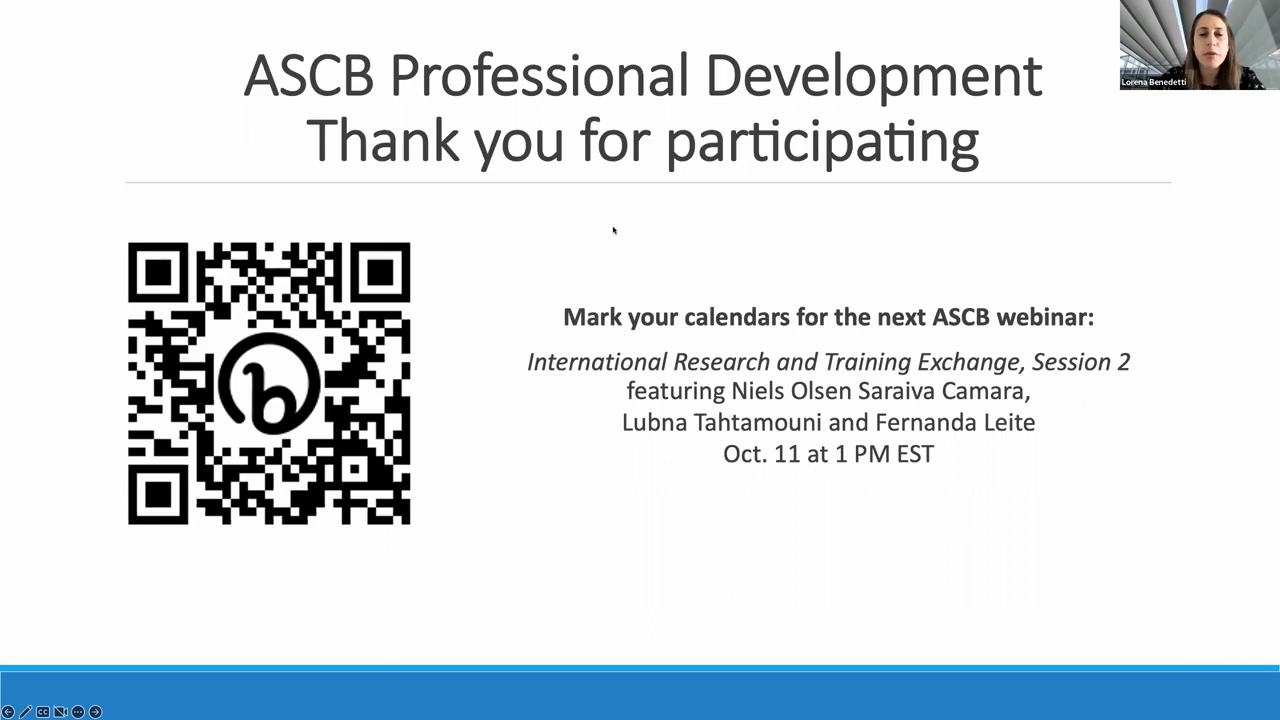 ASCB Professional Development
Thank you for participating
Lorena Benedetti
Mark your calendars for the next ASCB webinar:
International Research and Training Exchange, Session 2
featuring Niels Olsen Saraiva Camara,
Lubna Tahtamouni and Fernanda Leite
Oct. 11 at 1 PM EST